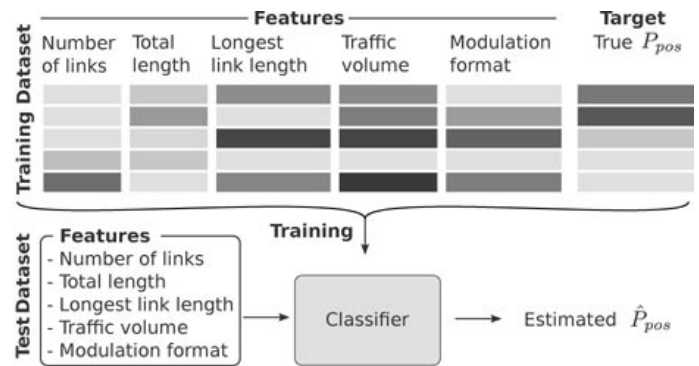 Features
Target
Number of links
Total length
Longest link length
Traffic volume
Modulation format
True P_pos
Training Dataset
Training
Test Dataset
Features
- Number of links
- Total length
- Longest link length
- Traffic volume
- Modulation format
Classifier
Estimated P̂_pos